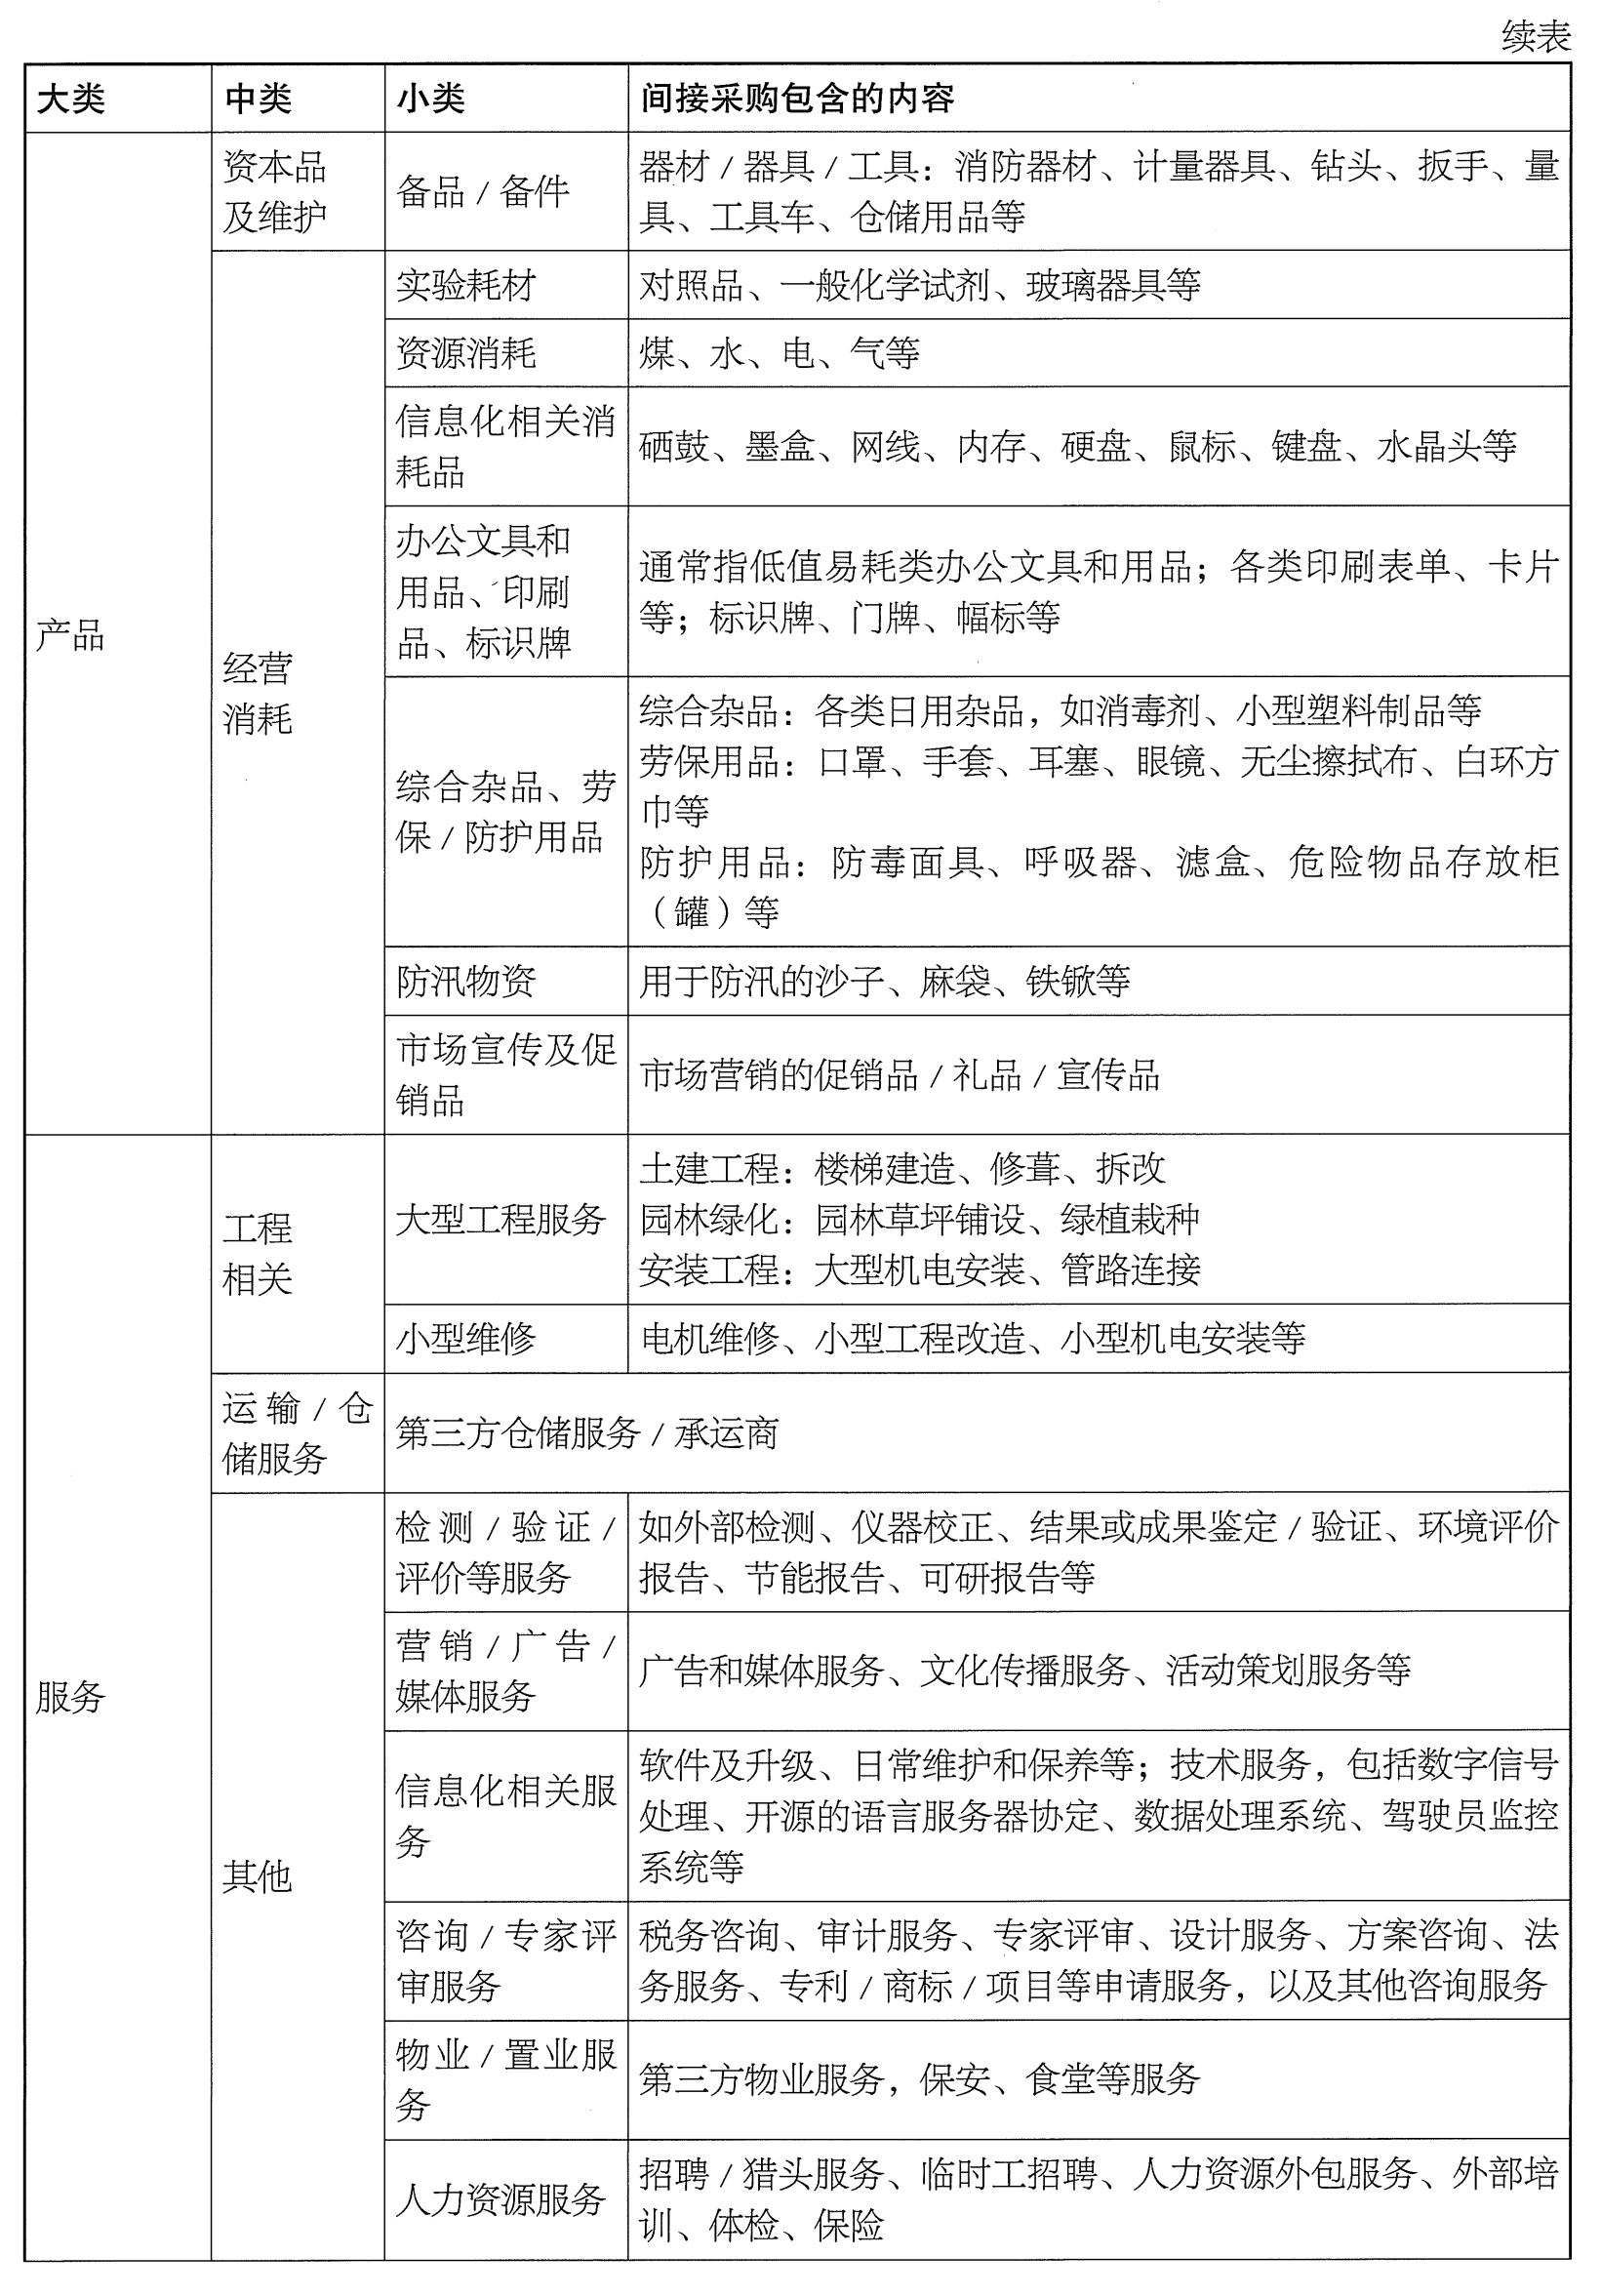 续表
大类 中类 小类 间接采购包含的内容
产品
资本品
及维护
备品 / 备件
器材 / 器具 / 工具：消防器材、计量器具、钻头、扳手、量
具、工具车、仓储用品等
经营
消耗
实验耗材
对照品、一般化学试剂、玻璃器具等
资源消耗
煤、水、电、气等
信息化相关消
耗品
硒鼓、墨盒、网线、内存、硬盘、鼠标、键盘、水晶头等
办公文具和
用品、印刷
品、标识牌
通常指低值易耗类办公文具和用品；各类印刷表单、卡片
等；标识牌、门牌、幅标等
综合杂品、劳
保 / 防护用品
综合杂品：各类日用杂品，如消毒剂、小型塑料制品等
劳保用品：口罩、手套、耳塞、眼镜、无尘擦拭布、白环方
巾等
防护用品：防毒面具、呼吸器、滤盒、危险物品存放柜
（罐）等
防汛物资
用于防汛的沙子、麻袋、铁锨等
市场宣传及促
销品
市场营销的促销品 / 礼品 / 宣传品
服务
工程
相关
大型工程服务
土建工程：楼梯建造、修葺、拆改
园林绿化：园林草坪铺设、绿植栽种
安装工程：大型机电安装、管路连接
小型维修
电机维修、小型工程改造、小型机电安装等
运输 / 仓
储服务
第三方仓储服务 / 承运商
其他
检测 / 验证 /
评价等服务
如外部检测、仪器校正、结果或成果鉴定 / 验证、环境评价
报告、节能报告、可研报告等
营销 / 广告 /
媒体服务
广告和媒体服务、文化传播服务、活动策划服务等
信息化相关服
务
软件及升级、日常维护和保养等；技术服务，包括数字信号
处理、开源的语言服务器协定、数据处理系统、驾驶员监控
系统等
咨询 / 专家评
审服务
税务咨询、审计服务、专家评审、设计服务、方案咨询、法
务服务、专利 / 商标 / 项目等申请服务，以及其他咨询服务
物业 / 置业服
务
第三方物业服务，保安、食堂等服务
人力资源服务
招聘 / 猎头服务、临时工招聘、人力资源外包服务、外部培
训、体检、保险